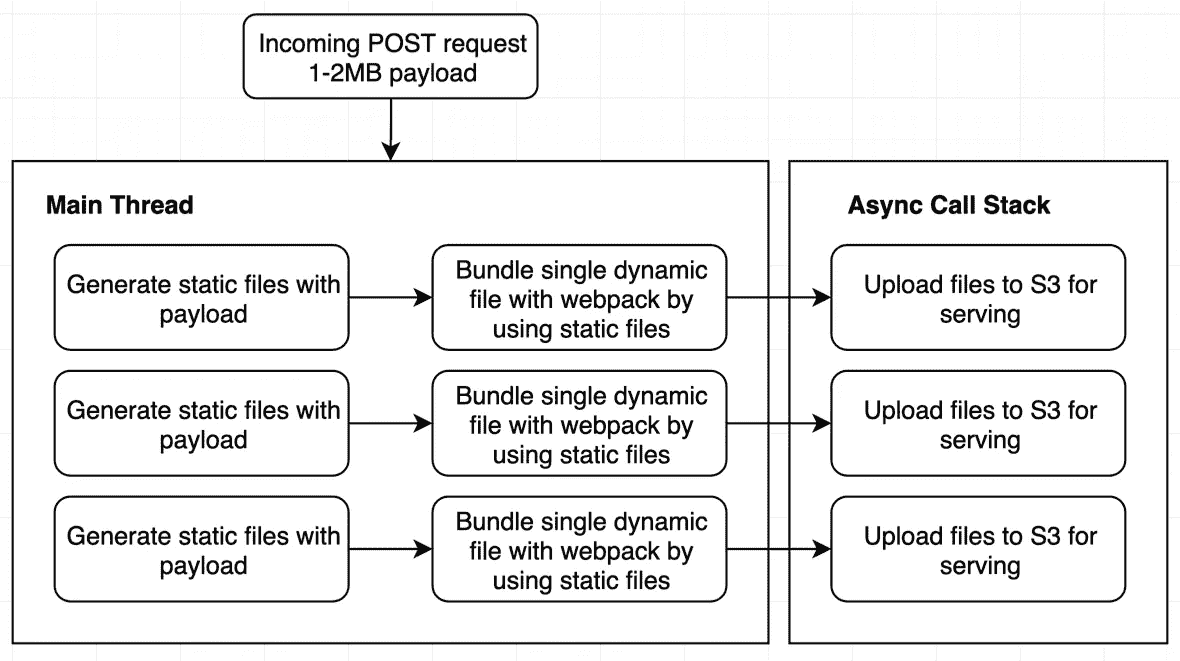 Incoming POST request
1-2MB payload
Main Thread
Async Call Stack
Generate static files with
payload
Bundle single dynamic
file with webpack by
using static files
Upload files to S3 for
serving
Generate static files with
payload
Bundle single dynamic
file with webpack by
using static files
Upload files to S3 for
serving
Generate static files with
payload
Bundle single dynamic
file with webpack by
using static files
Upload files to S3 for
serving